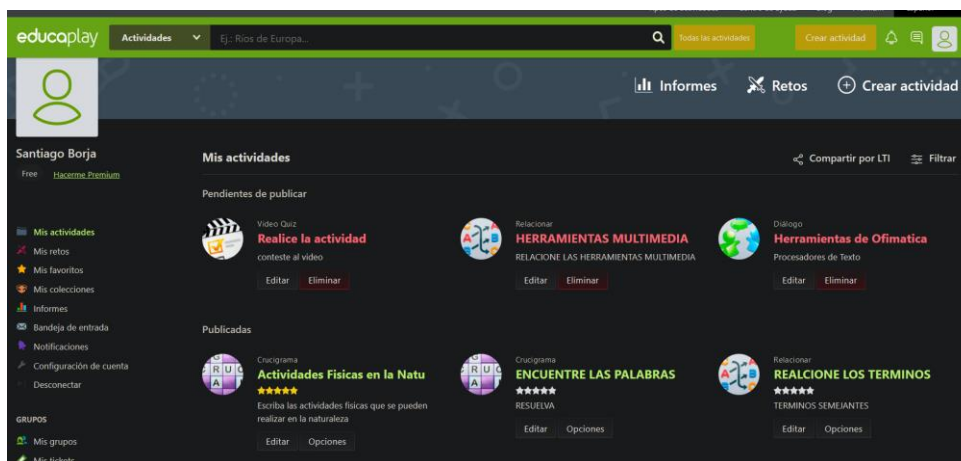 educaplay
Actividades
Ej.: Ríos de Europa...
Todas las actividades
Crear actividad
Informes
Retos
Crear actividad
Santiago Borja
Free Hacerme Premium
Mis actividades
Mis retos
Mis favoritos
Mis colecciones
Informes
Bandeja de entrada
Notificaciones
Configuración de cuenta
Desconectar
GRUPOS
Mis grupos
Mis tickets
Mis actividades
Compartir por LTI
Filtrar
Pendientes de publicar
Video Quiz
Realice la actividad
conteste al video
Editar Eliminar
Relacionar
HERRAMIENTAS MULTIMEDIA
RELACIONE LAS HERRAMIENTAS MULTIMEDIA
Editar Eliminar
Diálogo
Herramientas de Ofimatica
Procesadores de Texto
Editar Eliminar
Publicadas
Crucigrama
Actividades Fisicas en la Natu
Escriba las actividades físicas que se pueden
realizar en la naturaleza
Editar Opciones
Crucigrama
ENCUENTRE LAS PALABRAS
RESUELVA
Editar Opciones
Relacionar
REALCIONE LOS TERMINOS
TERMINOS SEMEJANTES
Editar Opciones